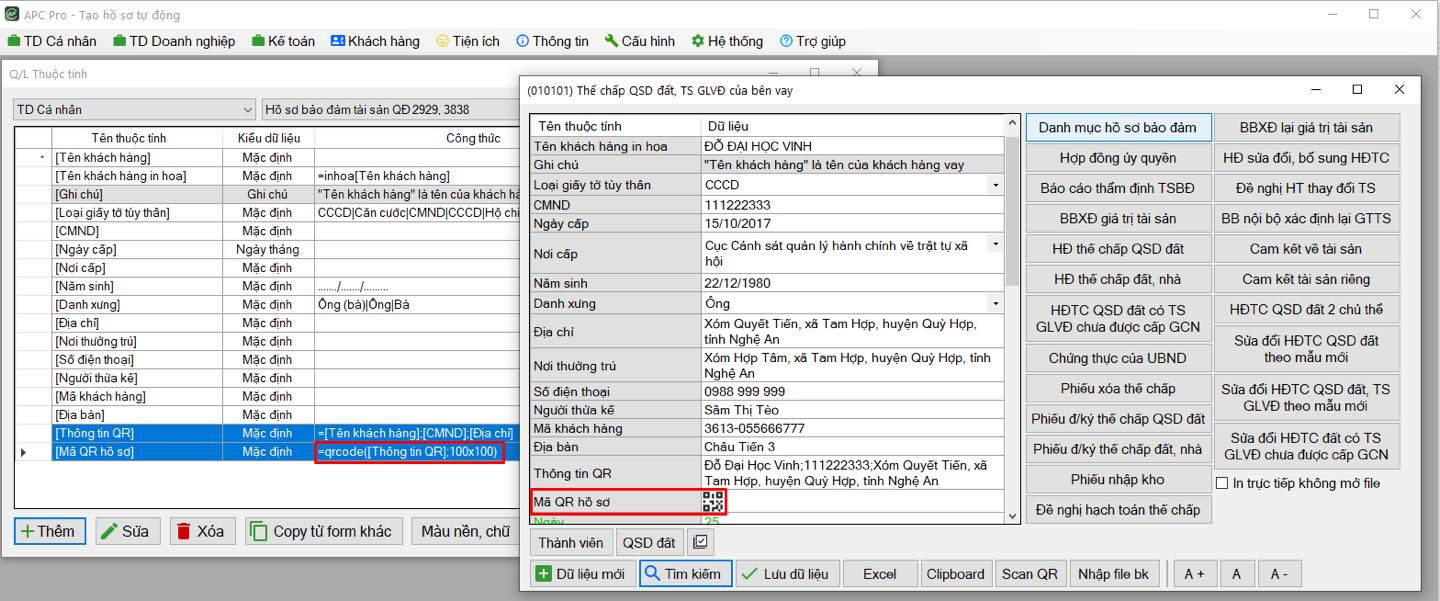 APC Pro - Tạo hồ sơ tự động
TD Cá nhân TD Doanh nghiệp Kế toán Khách hàng Tiện ích Thông tin Cấu hình Hệ thống Trợ giúp
Q/L Thuộc tính
TD Cá nhân Hồ sơ bảo đảm tài sản QĐ 2929, 3838
Tên thuộc tính Kiểu dữ liệu Công thức
[Tên khách hàng] Mặc định
[Tên khách hàng in hoa] Mặc định =inhoa[Tên khách hàng]
[Ghi chú] Ghi chú "Tên khách hàng" là tên của khách hà
[Loại giấy tờ tùy thân] Mặc định CCCD|Căn cước|CMND|CCCD|Hộ chi
[CMND] Mặc định
[Ngày cấp] Ngày tháng
[Nơi cấp] Mặc định
[Năm sinh] Mặc định ......./....../.........
[Danh xưng] Mặc định Ông (bà)|Ông|Bà
[Địa chỉ] Mặc định
[Nơi thường trú] Mặc định
[Số điện thoại] Mặc định
[Người thừa kế] Mặc định
[Mã khách hàng] Mặc định
[Địa bàn] Mặc định
[Thông tin QR] Mặc định =[Tên khách hàng];[CMND];[Địa chỉ]
[Mã QR hồ sơ] Mặc định =qrcode([Thông tin QR];100x100)
Thêm Sửa Xóa Copy từ form khác Màu nền, chữ
(010101) Thế chấp QSD đất, TS GLVĐ của bên vay
Tên thuộc tính Dữ liệu
Tên khách hàng in hoa ĐỖ ĐẠI HỌC VINH
Ghi chú "Tên khách hàng" là tên của khách hàng vay
Loại giấy tờ tùy thân CCCD
CMND 111222333
Ngày cấp 15/10/2017
Nơi cấp Cục Cảnh sát quản lý hành chính về trật tự xã
hội
Năm sinh 22/12/1980
Danh xưng Ông
Địa chỉ Xóm Quyết Tiến, xã Tam Hợp, huyện Quỳ Hợp,
tỉnh Nghệ An
Nơi thường trú Xóm Hợp Tâm, xã Tam Hợp, huyện Quỳ Hợp, tỉnh
Nghệ An
Số điện thoại 0988 999 999
Người thừa kế Sầm Thị Tèo
Mã khách hàng 3613-055666777
Địa bàn Châu Tiến 3
Thông tin QR Đỗ Đại Học Vinh;111222333;Xóm Quyết Tiến, xã
Tam Hợp, huyện Quỳ Hợp, tỉnh Nghệ An
Mã QR hồ sơ
Ngày 25
Thành viên QSD đất
Dữ liệu mới Tìm kiếm Lưu dữ liệu Excel Clipboard Scan QR Nhập file bk A + A A -
Danh mục hồ sơ bảo đảm
Hợp đồng ủy quyền
Báo cáo thẩm định TSBĐ
BBXĐ giá trị tài sản
HĐ thế chấp QSD đất
HĐ thế chấp đất, nhà
HĐTC QSD đất có TS
GLVĐ chưa được cấp GCN
Chứng thực của UBND
Phiếu xóa thế chấp
Phiếu đ/ký thế chấp QSD đất
Phiếu đ/ký thế chấp đất, nhà
Phiếu nhập kho
Đề nghị hạch toán thế chấp
BBXĐ lại giá trị tài sản
HĐ sửa đổi, bổ sung HĐTC
Đề nghị HT thay đổi TS
BB nội bộ xác định lại GTTS
Cam kết về tài sản
Cam kết tài sản riêng
HĐTC QSD đất 2 chủ thể
Sửa đổi HĐTC QSD đất
theo mẫu mới
Sửa đổi HĐTC QSD đất, TS
GLVĐ theo mẫu mới
Sửa đổi HĐTC đất có TS
GLVĐ chưa được cấp GCN
In trực tiếp không mở file